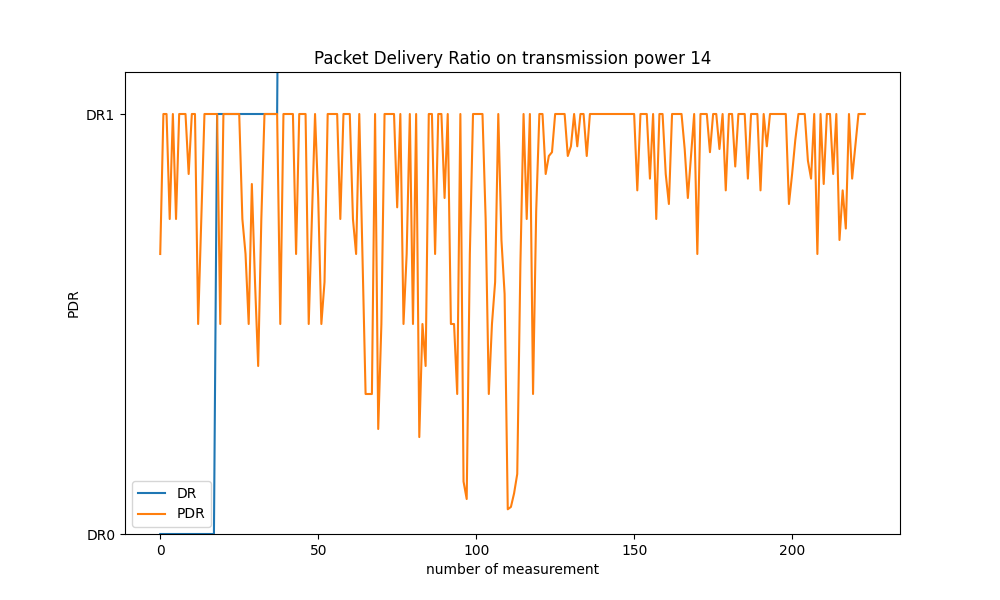 Packet Delivery Ratio on transmission power 14
DR1
PDR
DR
PDR
DR0
0 50 100 150 200
number of measurement